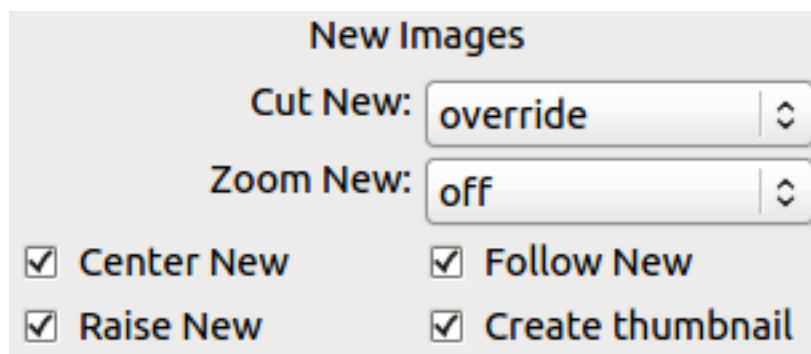 New Images
Cut New: override
Zoom New: off
Center New Follow New
Raise New Create thumbnail